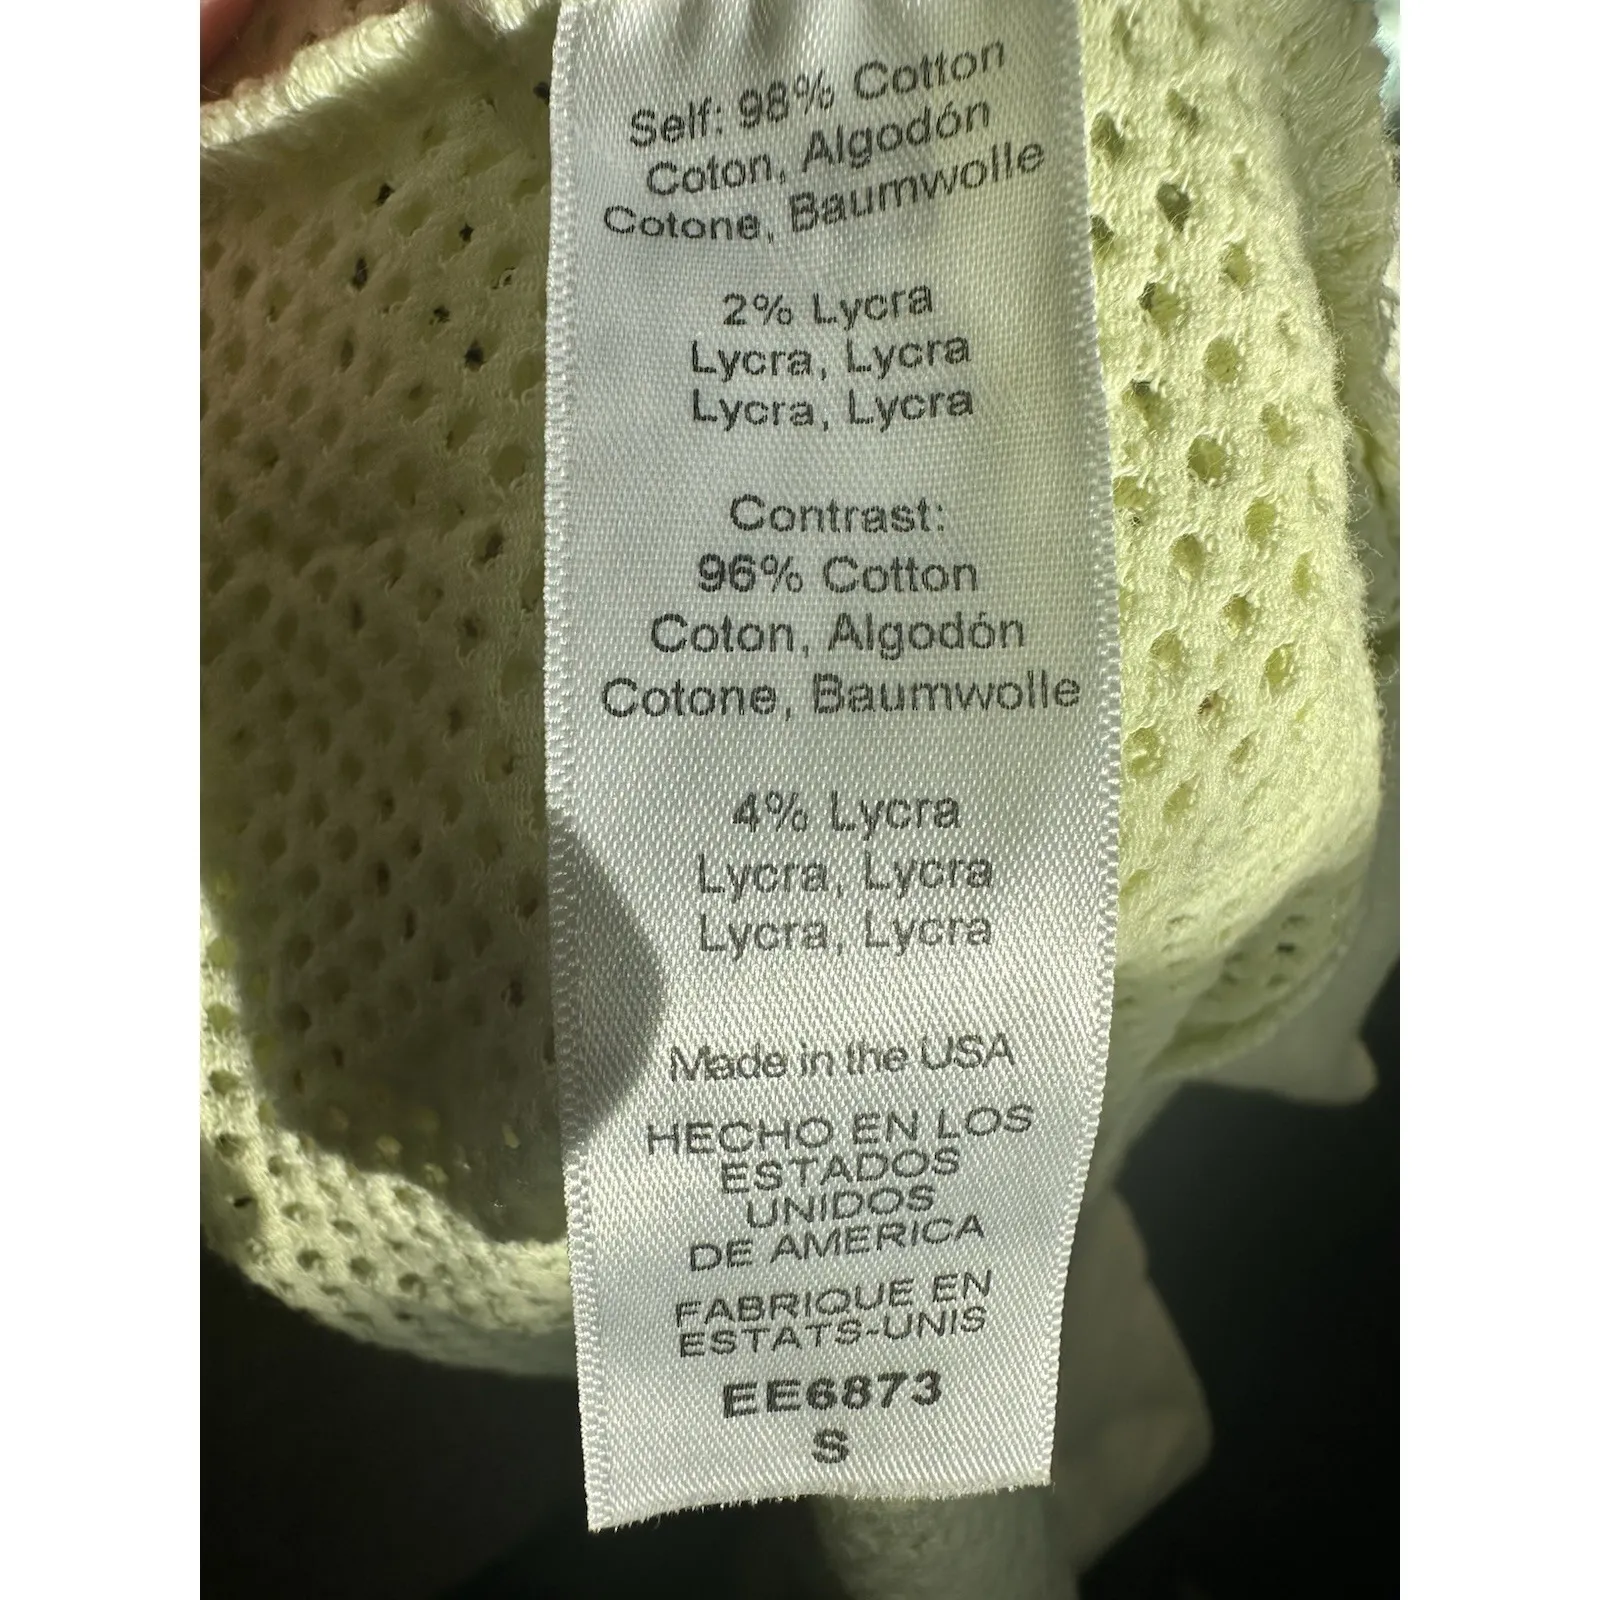 Self: 98% Cotton
Coton, Algodón
Cotone, Baumwolle
2% Lycra
Lycra, Lycra
Lycra, Lycra
Contrast:
96% Cotton
Coton, Algodón
Cotone, Baumwolle
4% Lycra
Lycra, Lycra
Lycra, Lycra
Made in the USA
HECHO EN LOS
ESTADOS
UNIDOS
DE AMERICA
FABRIQUE EN
ESTATS-UNIS
EE6873
S